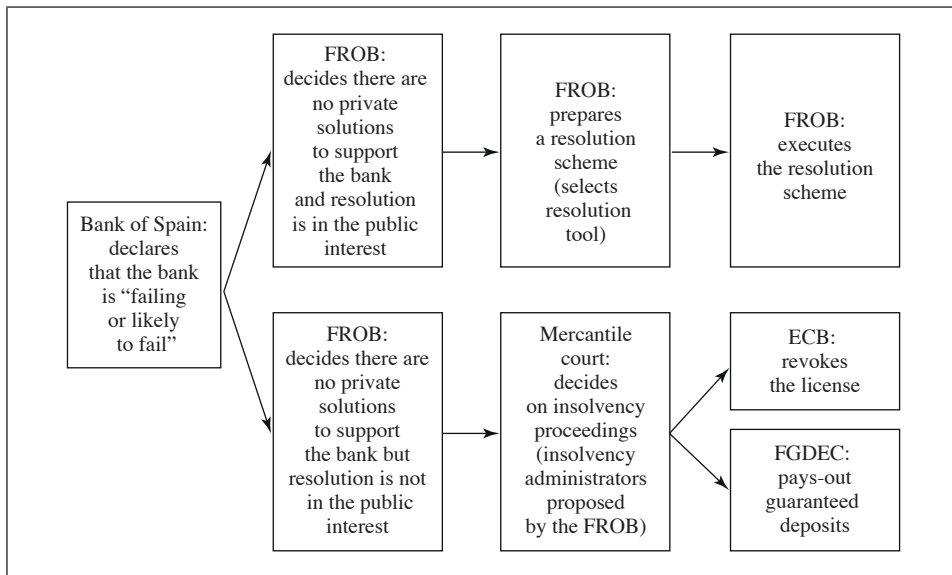 Bank of Spain:
declares
that the bank
is “failing
or likely
to fail”
FROB:
decides there are
no private
solutions
to support
the bank
and resolution
is in the public
interest
FROB:
prepares
a resolution
scheme
(selects
resolution
tool)
FROB:
executes
the resolution
scheme
FROB:
decides there are
no private
solutions
to support
the bank but
resolution is not
in the public
interest
Mercantile
court:
decides
on insolvency
proceedings
(insolvency
administrators
proposed
by the FROB)
ECB:
revokes
the license
FGDEC:
pays-out
guaranteed
deposits